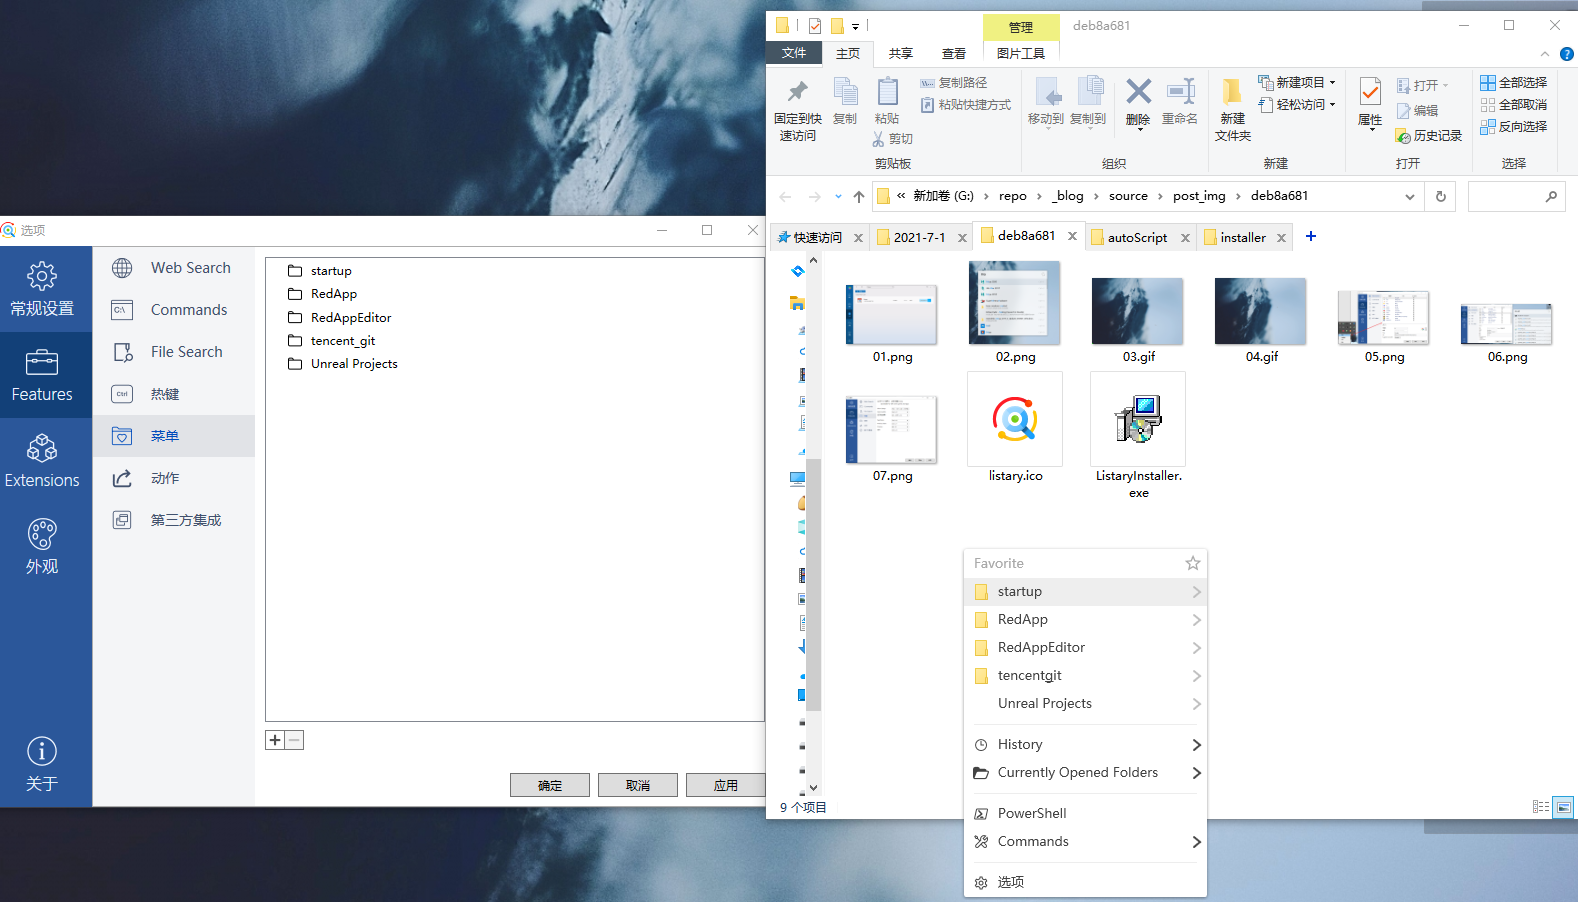 选项
常规设置
Features
Extensions
外观
关于
Web Search
C:\
Commands
File Search
Ctrl
热键
菜单
动作
第三方集成
startup
RedApp
RedAppEditor
tencent_git
Unreal Projects
确定
取消
应用
管理
deb8a681
文件
主页
共享
查看
图片工具
固定到快
速访问
复制
粘贴
复制路径
粘贴快捷方式
剪切
剪贴板
移动到
复制到
删除
重命名
组织
新建
文件夹
新建项目
轻松访问
新建
属性
打开
编辑
历史记录
打开
全部选择
全部取消
反向选择
选择
« 新加卷 (G:) › repo › _blog › source › post_img › deb8a681
快速访问
2021-7-1
deb8a681
autoScript
installer
01.png
02.png
03.gif
04.gif
05.png
06.png
07.png
listary.ico
ListaryInstaller.
exe
9 个项目
Favorite
startup
RedApp
RedAppEditor
tencentgit
Unreal Projects
History
Currently Opened Folders
PowerShell
Commands
选项